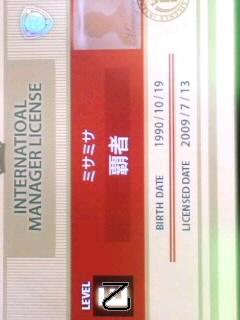 INTERNATIOAL
MANAGER LICENSE
ミサミサ
覇者
LEVEL
BIRTH DATE 1990/10/19
LICENSED DATE 2009/7/13